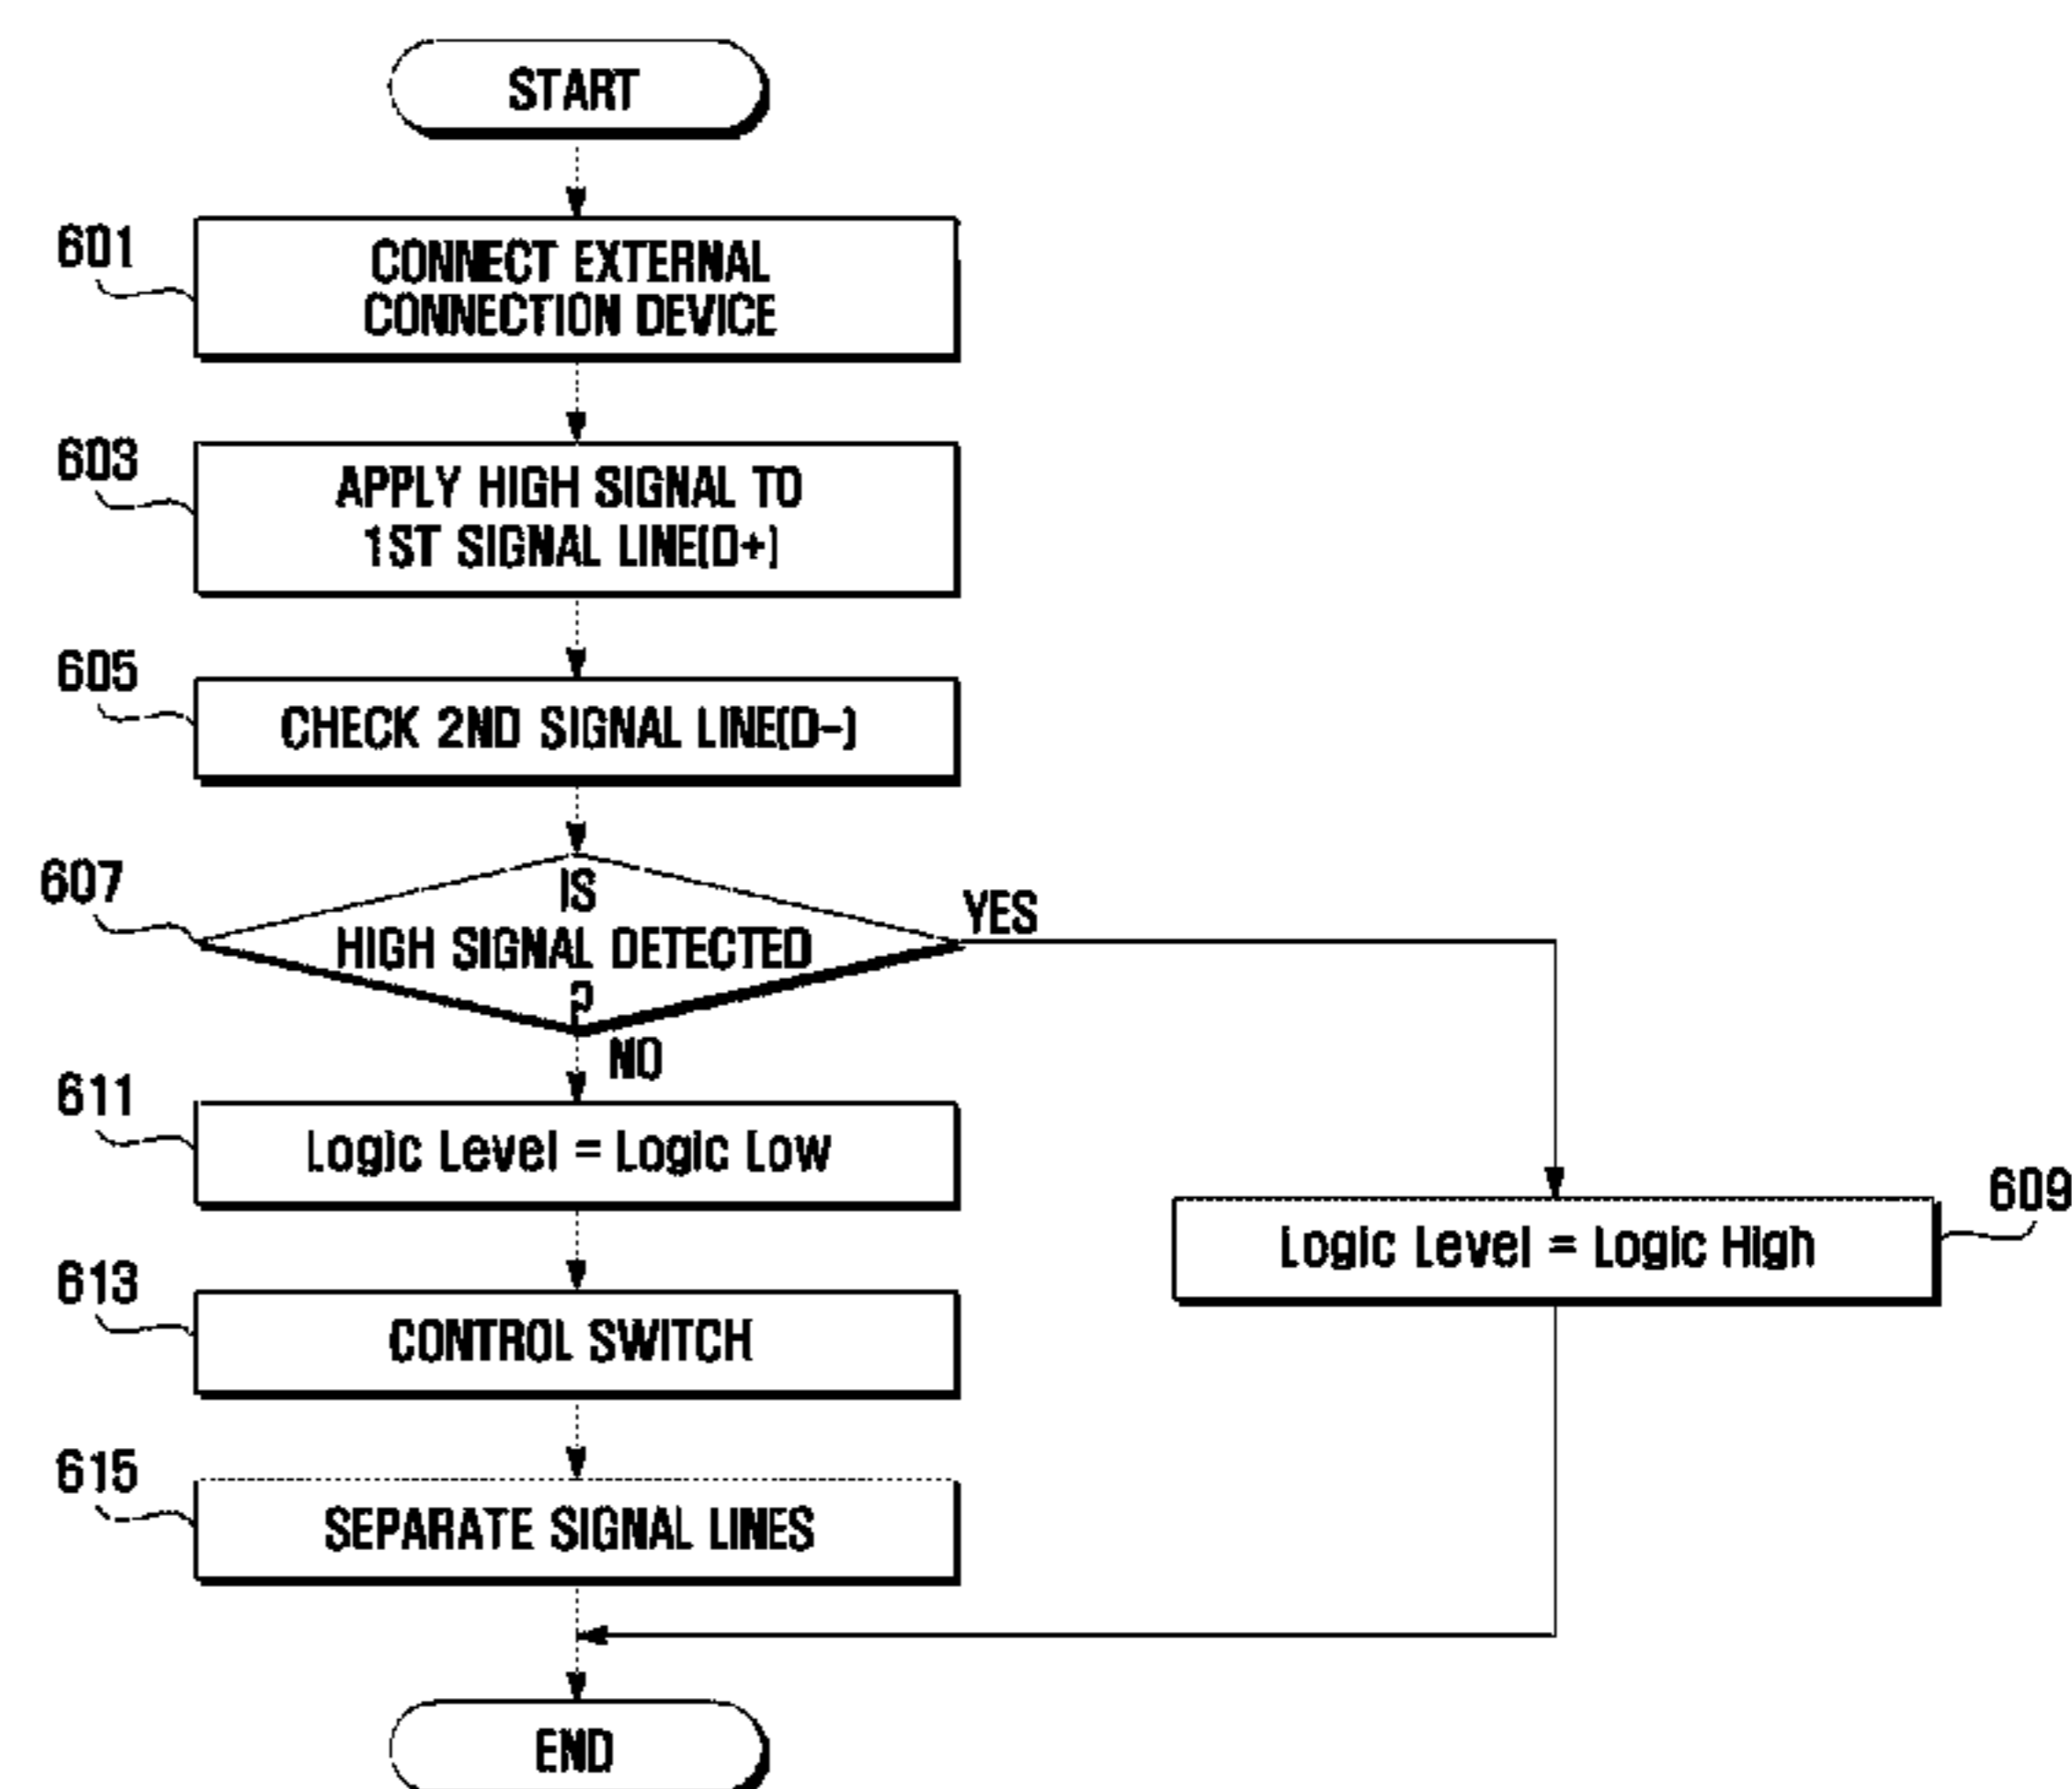 START
601
CONNECT EXTERNAL
CONNECTION DEVICE
603
APPLY HIGH SIGNAL TO
1ST SIGNAL LINE(D+)
605
CHECK 2ND SIGNAL LINE(D-)
607
IS
HIGH SIGNAL DETECTED
?
YES
NO
611
Logic Level = Logic Low
609
Logic Level = Logic High
613
CONTROL SWITCH
615
SEPARATE SIGNAL LINES
END